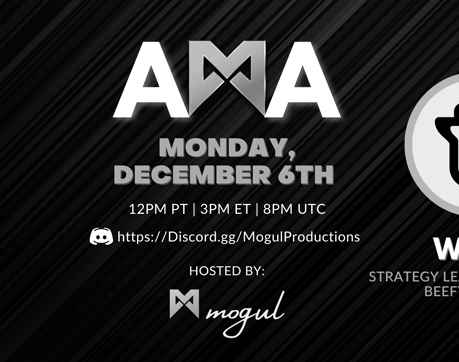 AMA
MONDAY,
DECEMBER 6TH
12PM PT | 3PM ET | 8PM UTC
https://Discord.gg/MogulProductions
HOSTED BY:
mogul
W
STRATEGY LEA
BEEF